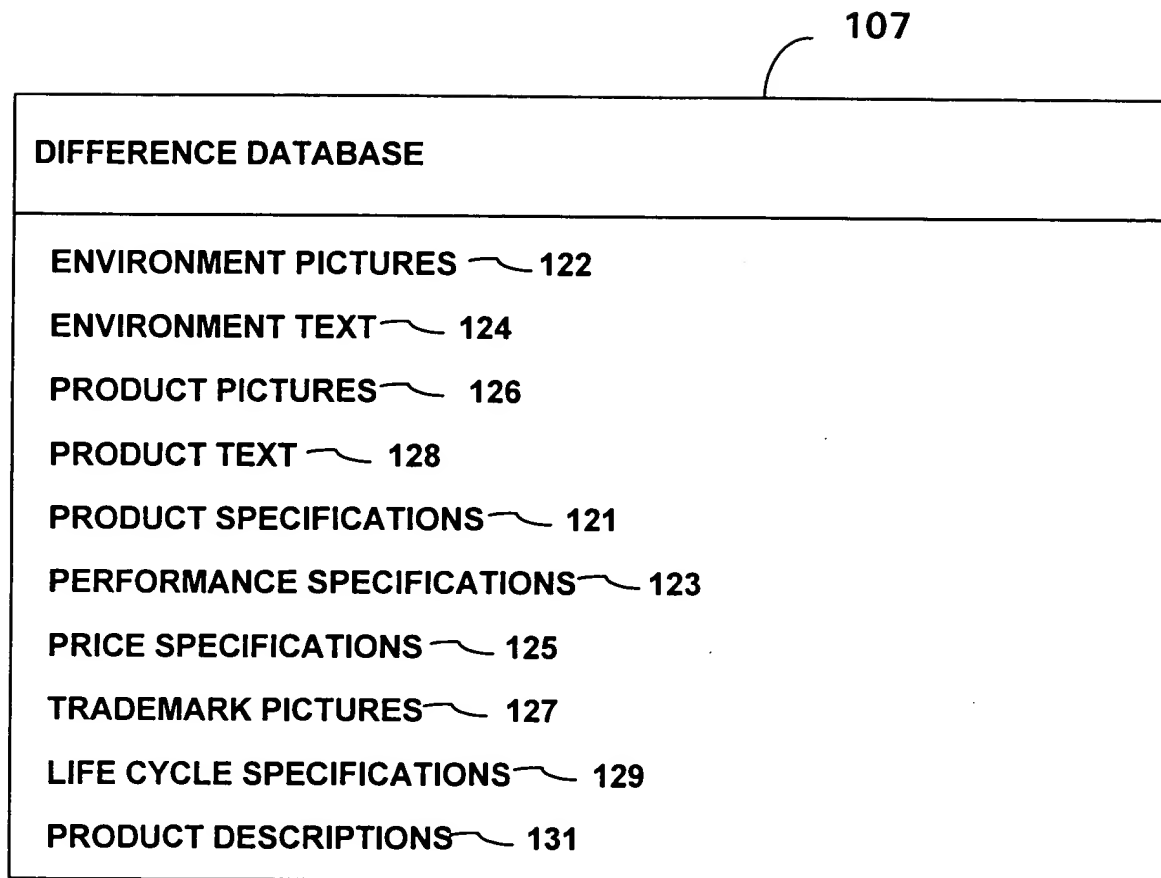 107
DIFFERENCE DATABASE
ENVIRONMENT PICTURES 122
ENVIRONMENT TEXT 124
PRODUCT PICTURES 126
PRODUCT TEXT 128
PRODUCT SPECIFICATIONS 121
PERFORMANCE SPECIFICATIONS 123
PRICE SPECIFICATIONS 125
TRADEMARK PICTURES 127
LIFE CYCLE SPECIFICATIONS 129
PRODUCT DESCRIPTIONS 131